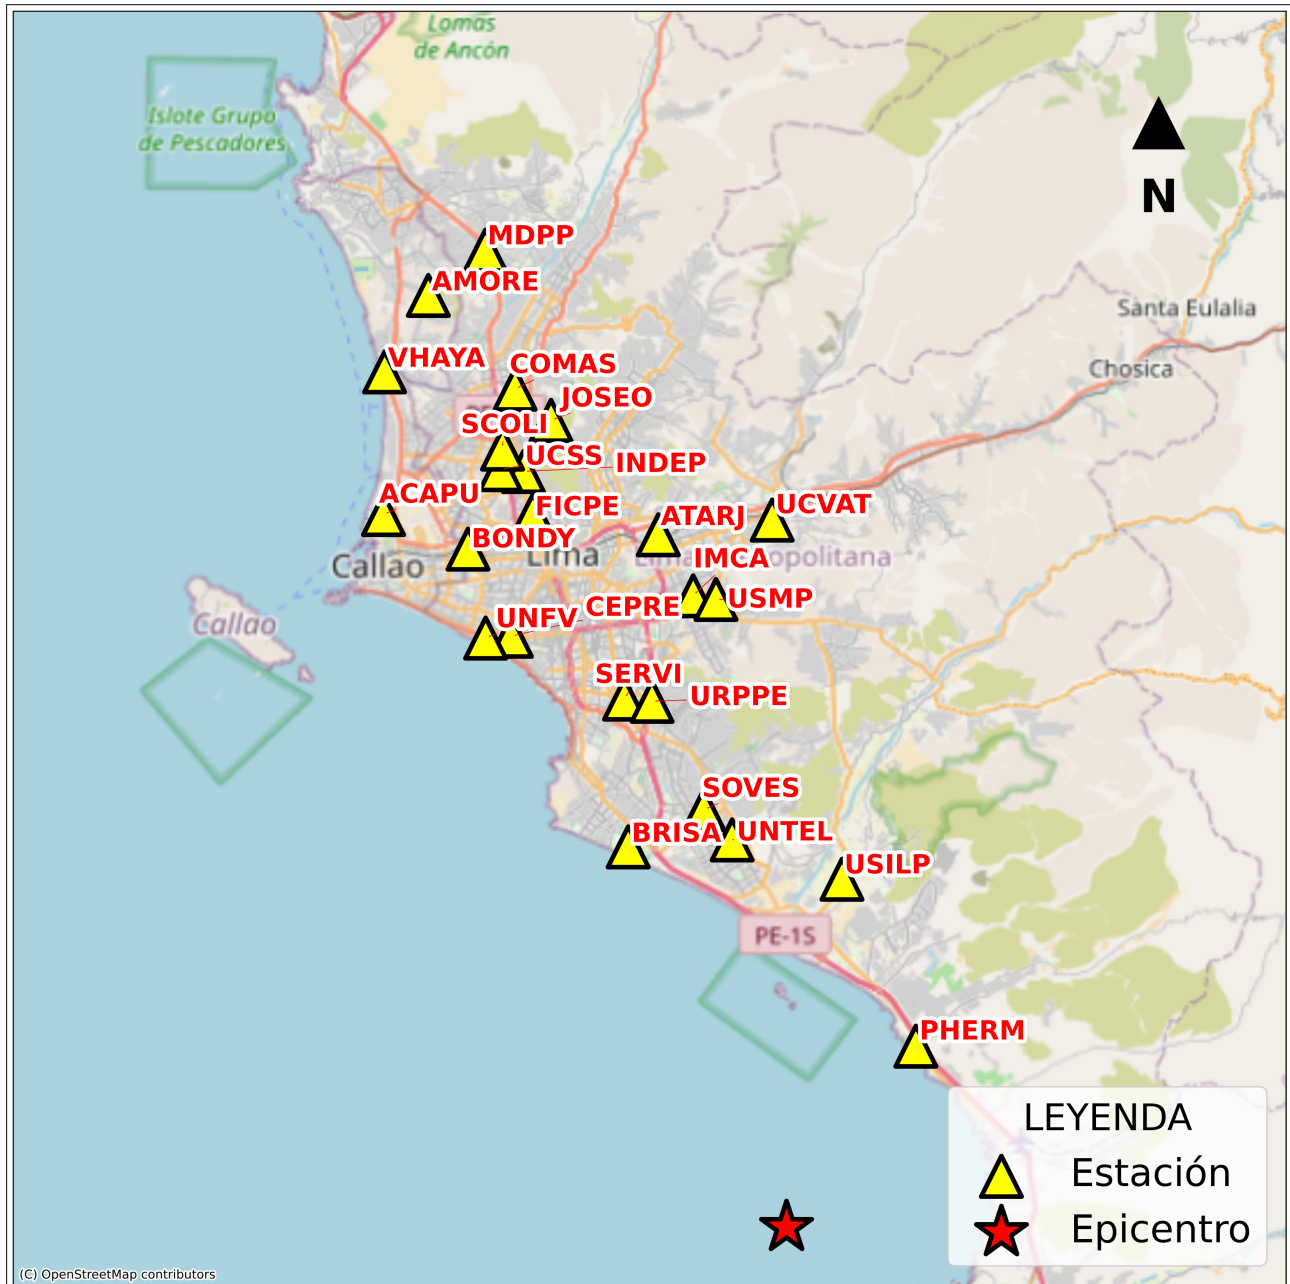 Lomas
de Ancón
Islote Grupo
de Pescadores
N
MDPP
AMORE
Santa Eulalia
VHAYA
COMAS
Chosica
JOSEO
SCOLI
UCSS
INDEP
ACAPU
FICPE
ATARJ
UCVAT
BONDY
Lima
IMCA
Callao
USMP
CEPRE
UNFV
Callao
SERVI
URPPE
SOVES
BRISA
UNTEL
USILP
PE-1S
PHERM
LEYENDA
Estación
Epicentro
(C) OpenStreetMap contributors